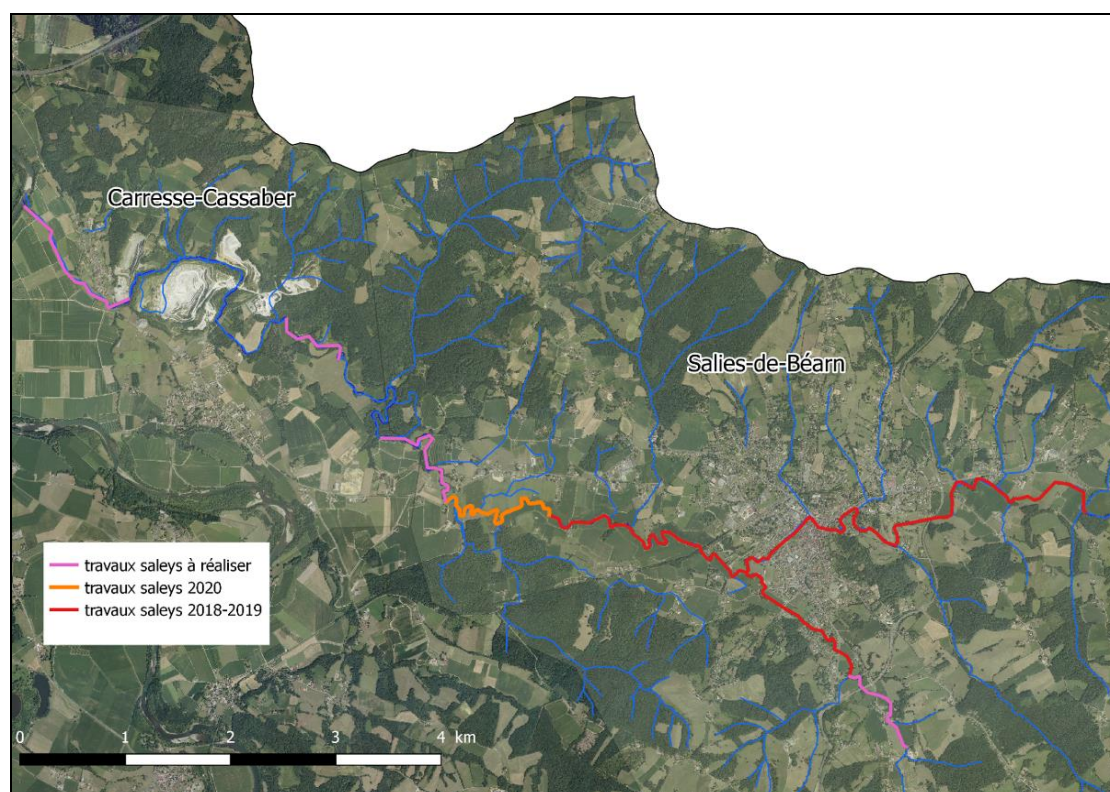 Carresse-Cassaber
Salies-de-Béarn
travaux saleys à réaliser
travaux saleys 2020
travaux saleys 2018-2019
0 1 2 3 4 km